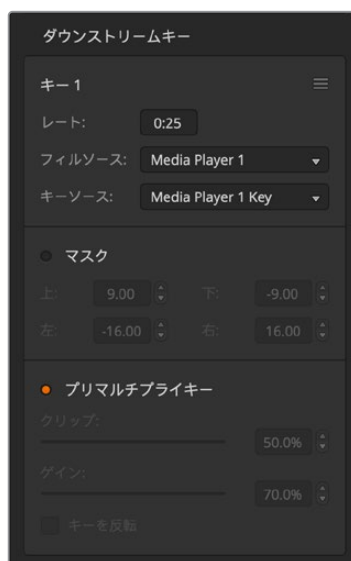 ダウンストリームキー
キー 1
レート: 0:25
フィルソース: Media Player 1
キーソース: Media Player 1 Key
マスク
上: 9.00 下: -9.00
左: -16.00 右: 16.00
プリマルチプライキー
クリップ:
50.0%
ゲイン:
70.0%
キーを反転